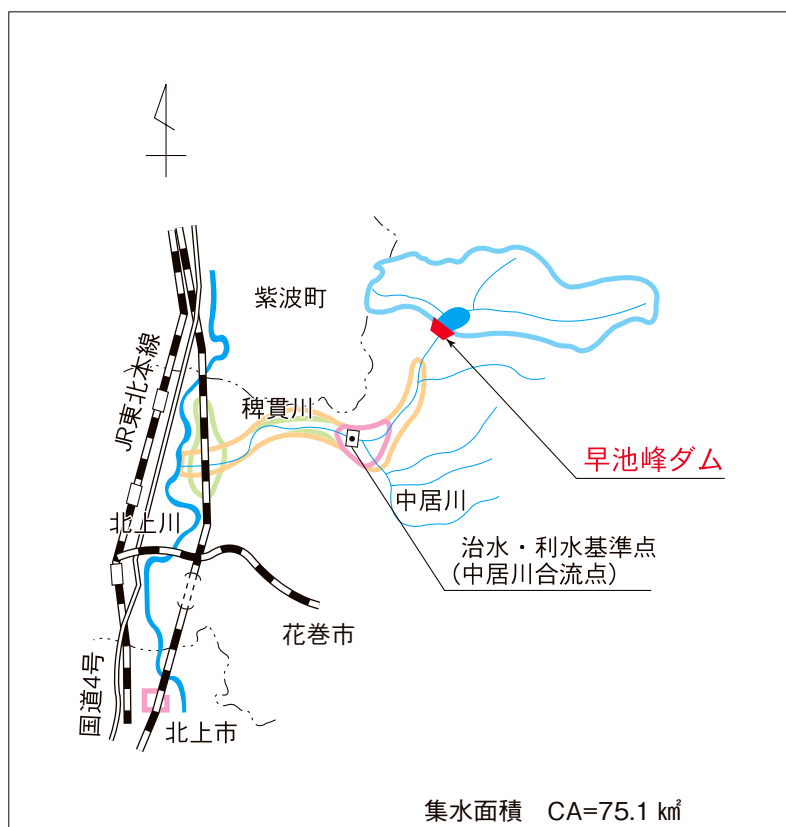 紫波町
JR東北本線
稗貫川
早池峰ダム
中居川
北上川
治水・利水基準点
(中居川合流点)
花巻市
国道4号
北上市
集水面積 CA=75.1 ㎢